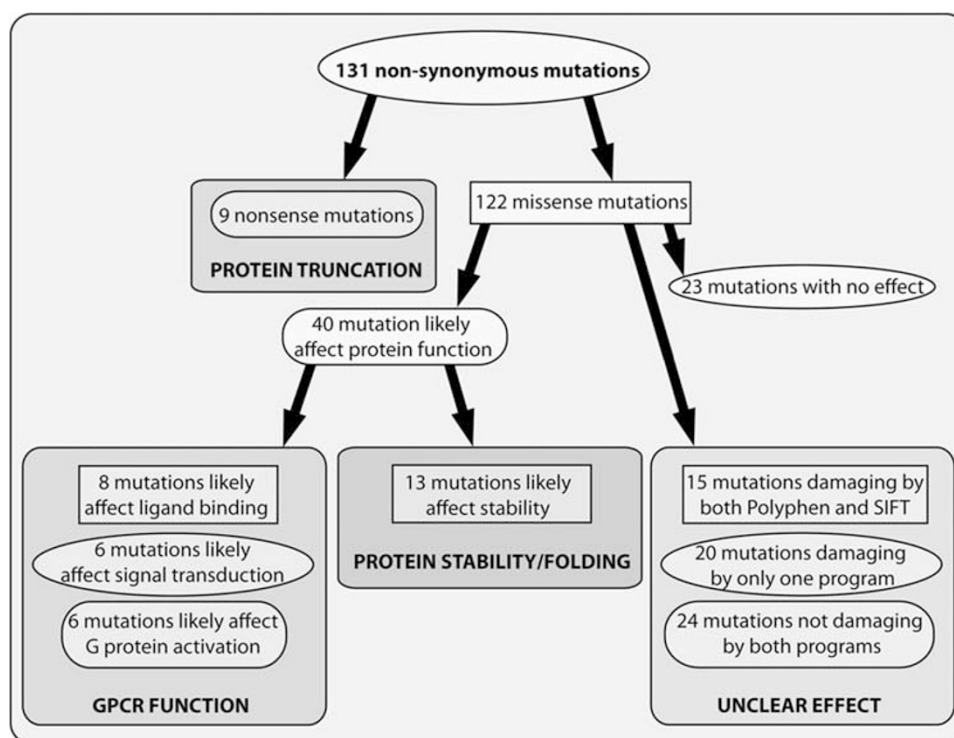 131 non-synonymous mutations
9 nonsense mutations
PROTEIN TRUNCATION
122 missense mutations
23 mutations with no effect
40 mutation likely
affect protein function
8 mutations likely
affect ligand binding
6 mutations likely
affect signal transduction
6 mutations likely affect
G protein activation
GPCR FUNCTION
13 mutations likely
affect stability
PROTEIN STABILITY/FOLDING
15 mutations damaging by
both Polyphen and SIFT
20 mutations damaging
by only one program
24 mutations not damaging
by both programs
UNCLEAR EFFECT